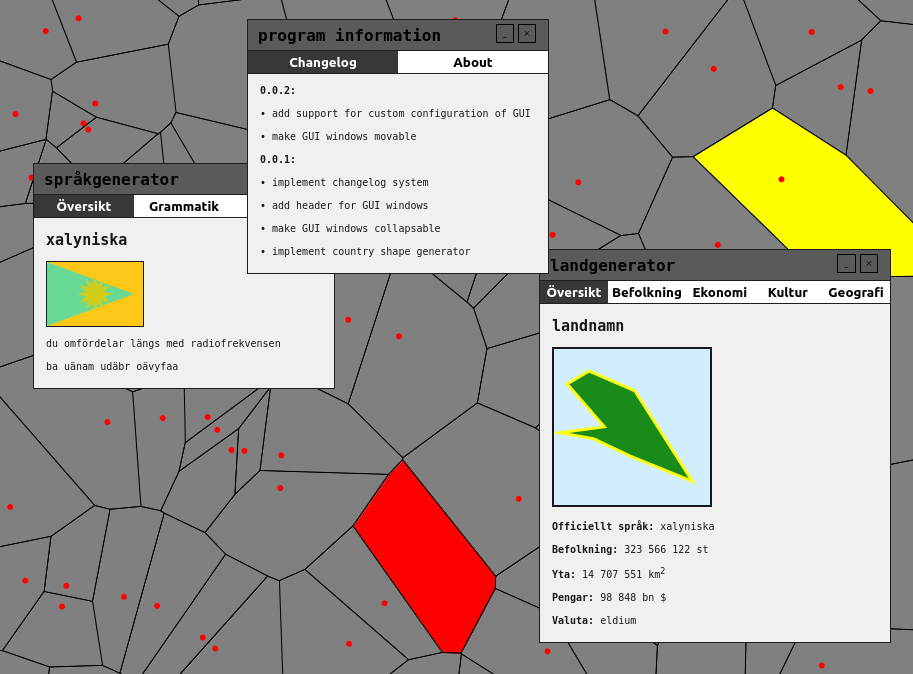 program information
_ ×
Changelog About
0.0.2:
• add support for custom configuration of GUI
• make GUI windows movable
0.0.1:
• implement changelog system
• add header for GUI windows
• make GUI windows collapsable
• implement country shape generator
språkgenerator
Översikt Grammatik
xalyniska
du omfördelar längs med radiofrekvensen
ba uänam udäbr oävyfaa
landgenerator
_ ×
Översikt Befolkning Ekonomi Kultur Geografi
landnamn
Officiellt språk: xalyniska
Befolkning: 323 566 122 st
Yta: 14 707 551 km²
Pengar: 98 848 bn $
Valuta: eldium